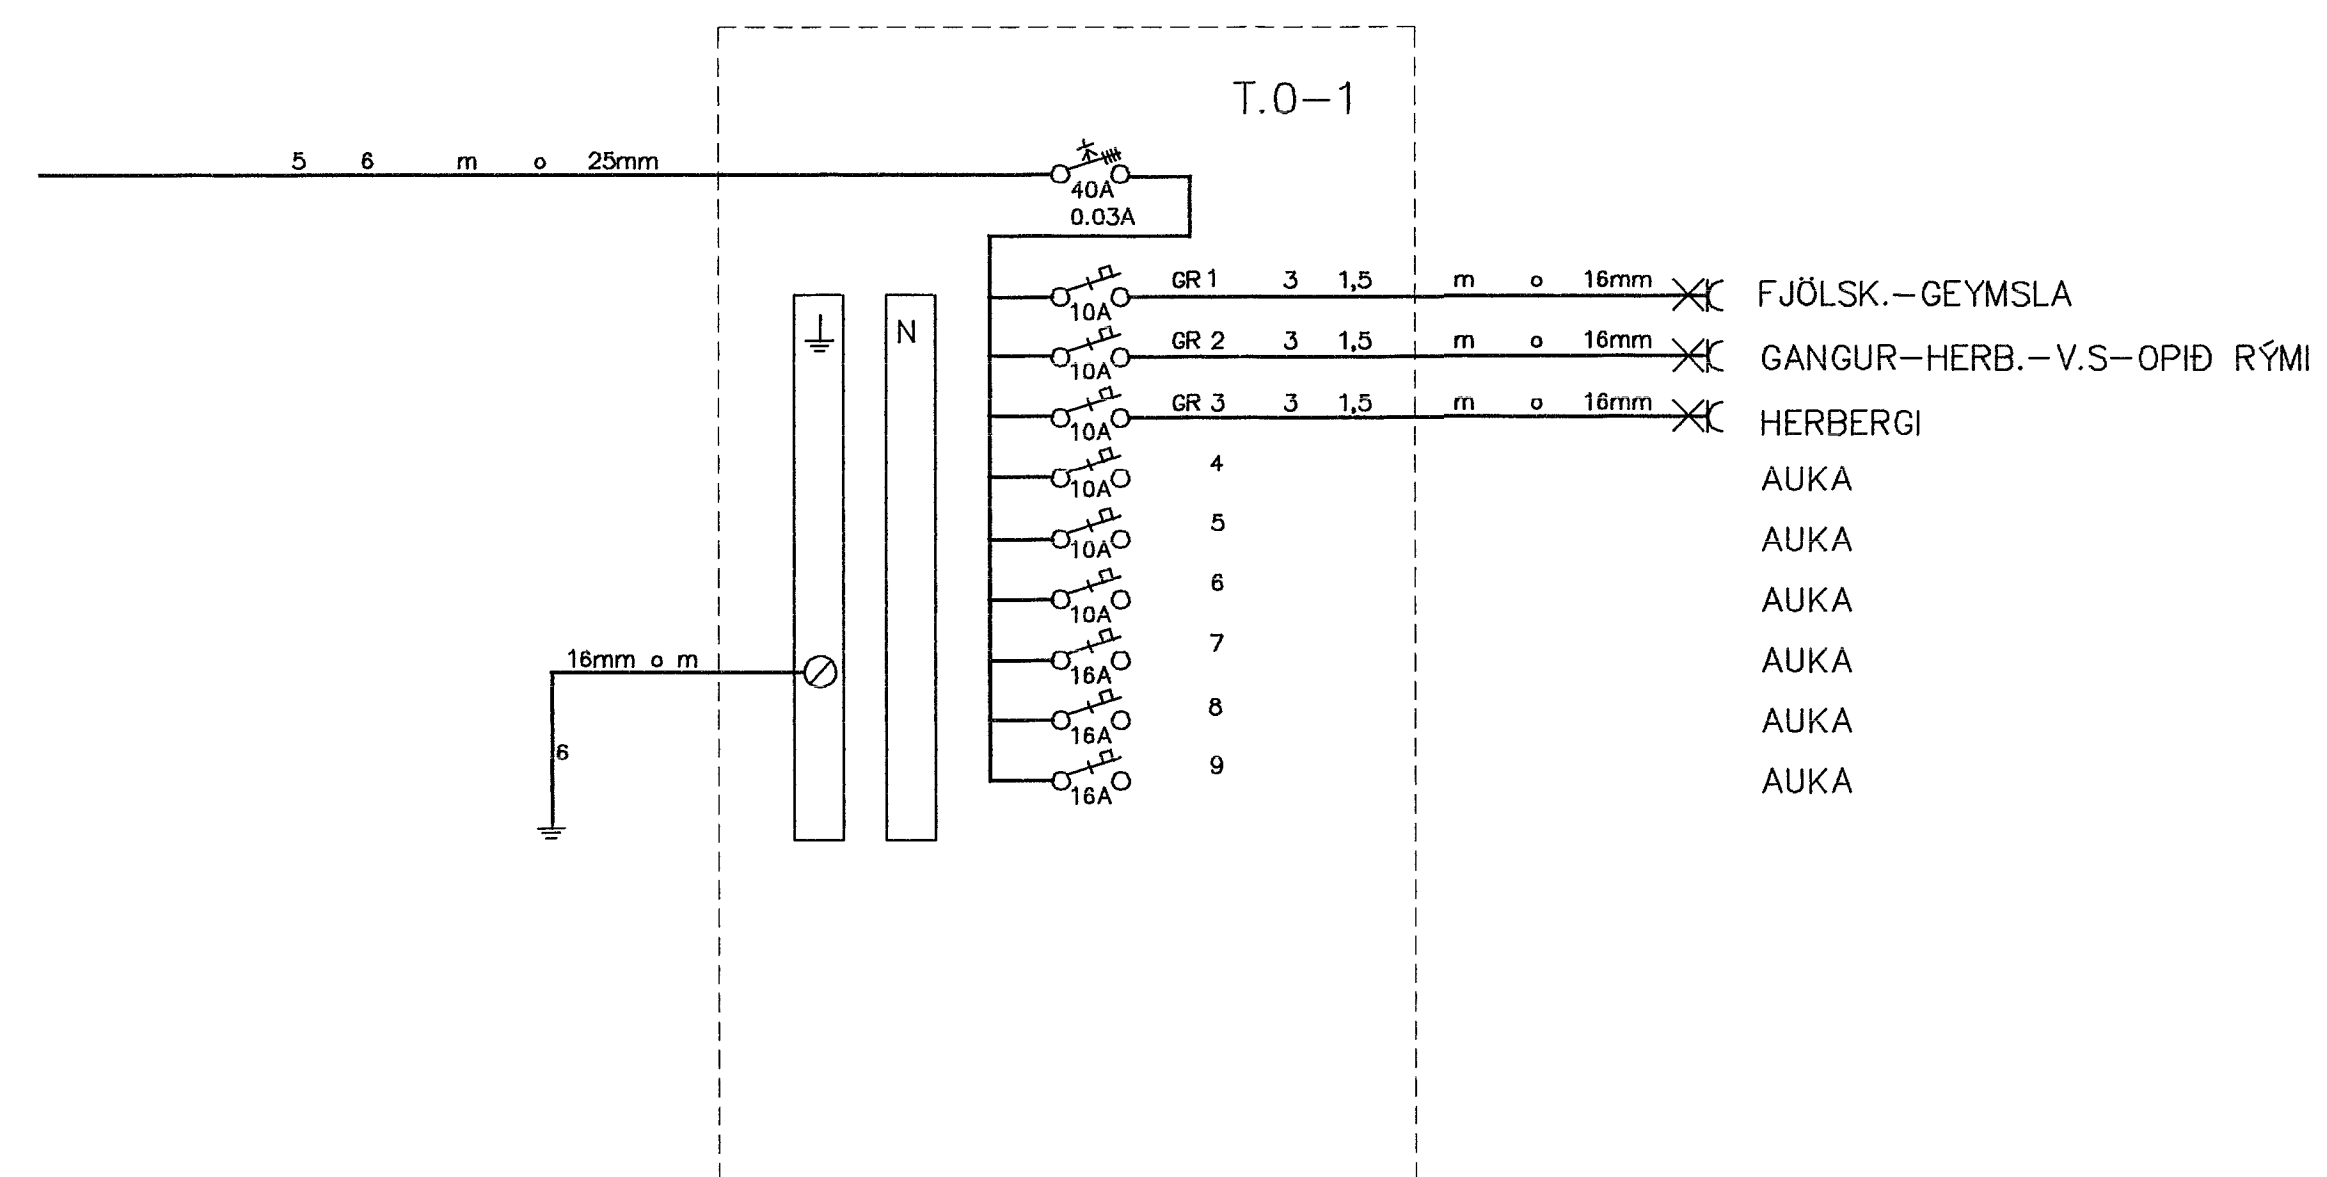 T.0-1
5 6 m o 25mm
40A
0.03A
GR 1 3 1,5 m o 16mm FJÖLSK.-GEYMSLA
10A
N
GR 2 3 1,5 m o 16mm GANGUR-HERB.-V.S-OPIÐ RÝMI
10A
GR 3 3 1,5 m o 16mm HERBERGI
10A
4 AUKA
10A
5 AUKA
10A
6 AUKA
10A
7 AUKA
16mm o m
16A
8 AUKA
16A
6
9 AUKA
16A